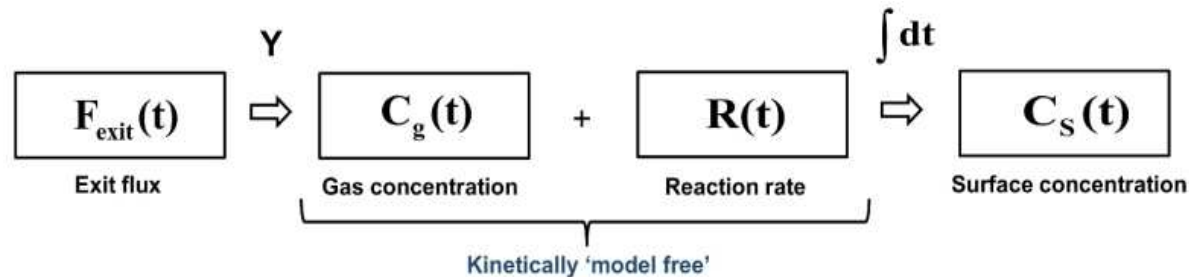 Y
∫ dt
F_exit(t) ⇨ C_g(t) + R(t) ⇨ C_S(t)
Exit flux Gas concentration Reaction rate Surface concentration
Kinetically 'model free'